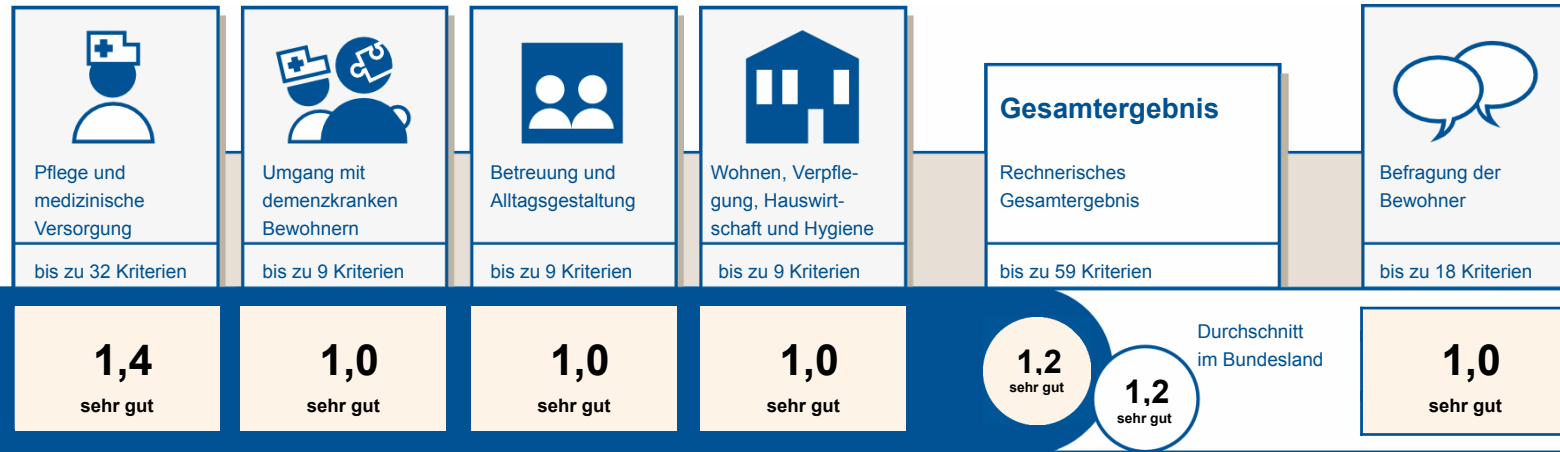 Pflege und
medizinische
Versorgung
bis zu 32 Kriterien
1,4
sehr gut
Umgang mit
demenzkranken
Bewohnern
bis zu 9 Kriterien
1,0
sehr gut
Betreuung und
Alltagsgestaltung
bis zu 9 Kriterien
1,0
sehr gut
Wohnen, Verpfle-
gung, Hauswirt-
schaft und Hygiene
bis zu 9 Kriterien
1,0
sehr gut
Gesamtergebnis
Rechnerisches
Gesamtergebnis
bis zu 59 Kriterien
1,2
sehr gut
Durchschnitt
im Bundesland
1,2
sehr gut
Befragung der
Bewohner
bis zu 18 Kriterien
1,0
sehr gut